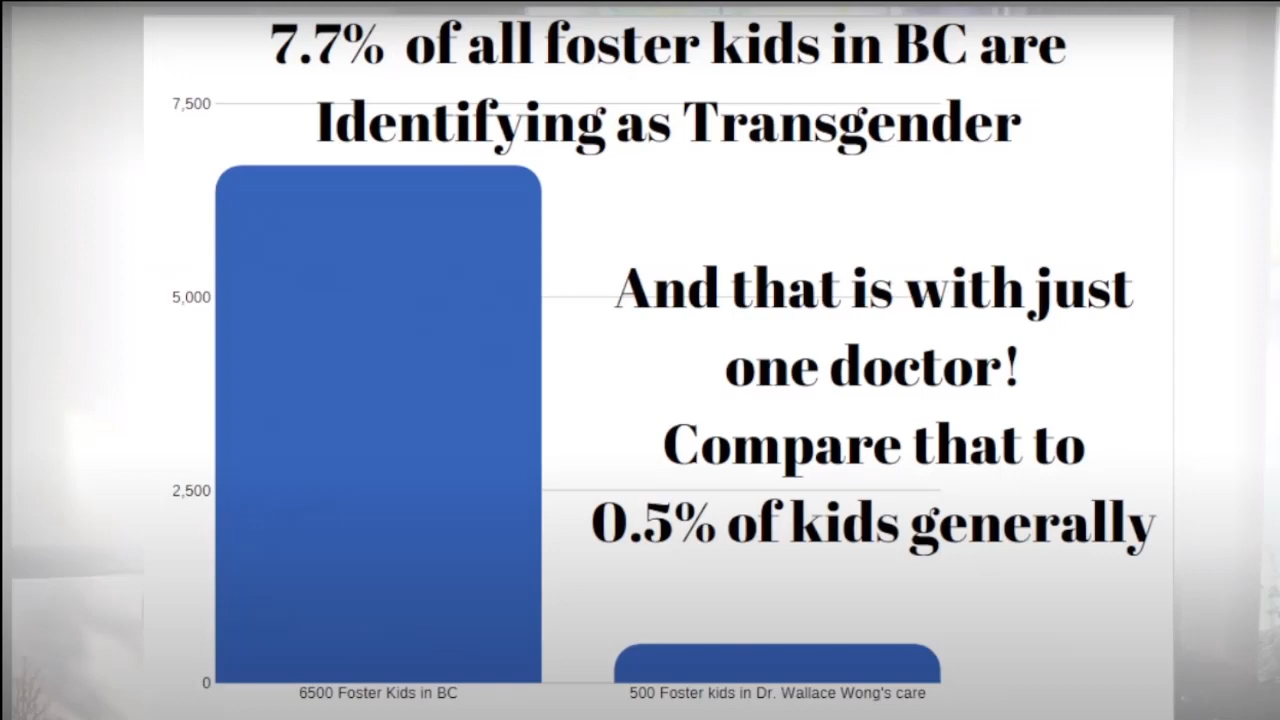 7.7% of all foster kids in BC are
7,500
Identifying as Transgender
And that is with just
5,000
one doctor!
Compare that to
2,500
0.5% of kids generally
0
6500 Foster Kids in BC
500 Foster kids in Dr. Wallace Wong's care